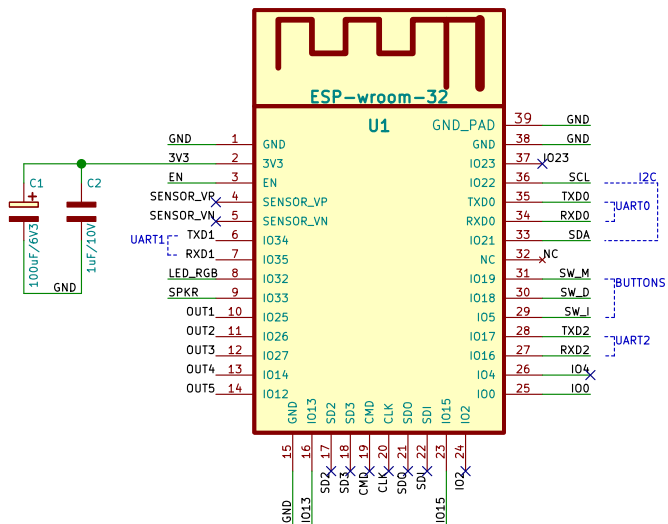 ESP-wroom-32
U1
GND 1 GND
3V3 2 3V3
EN 3 EN
SENSOR_VP 4 SENSOR_VP
SENSOR_VN 5 SENSOR_VN
UART1
TXD1 6 IO34
RXD1 7 IO35
LED_RGB 8 IO32
SPKR 9 IO33
OUT1 10 IO25
OUT2 11 IO26
OUT3 12 IO27
OUT4 13 IO14
OUT5 14 IO12
C1
+
100uF/6V3
C2
1uF/10V
GND
GND_PAD 39 GND
GND 38 GND
IO23 37 IO23
IO22 36 SCL
TXD0 35 TXD0
RXD0 34 RXD0
IO21 33 SDA
I2C
UART0
NC 32 NC
IO19 31 SW_M
IO18 30 SW_D
IO5 29 SW_I
BUTTONS
IO17 28 TXD2
IO16 27 RXD2
UART2
IO4 26 IO4
IO0 25 IO0
GND 15 GND
IO13 16 IO13
SD2 17 SD2
SD3 18 SD3
CMD 19 CMD
CLK 20 CLK
SD0 21 SD0
SDI 22 SDI
IO15 23 IO15
IO2 24 IO2